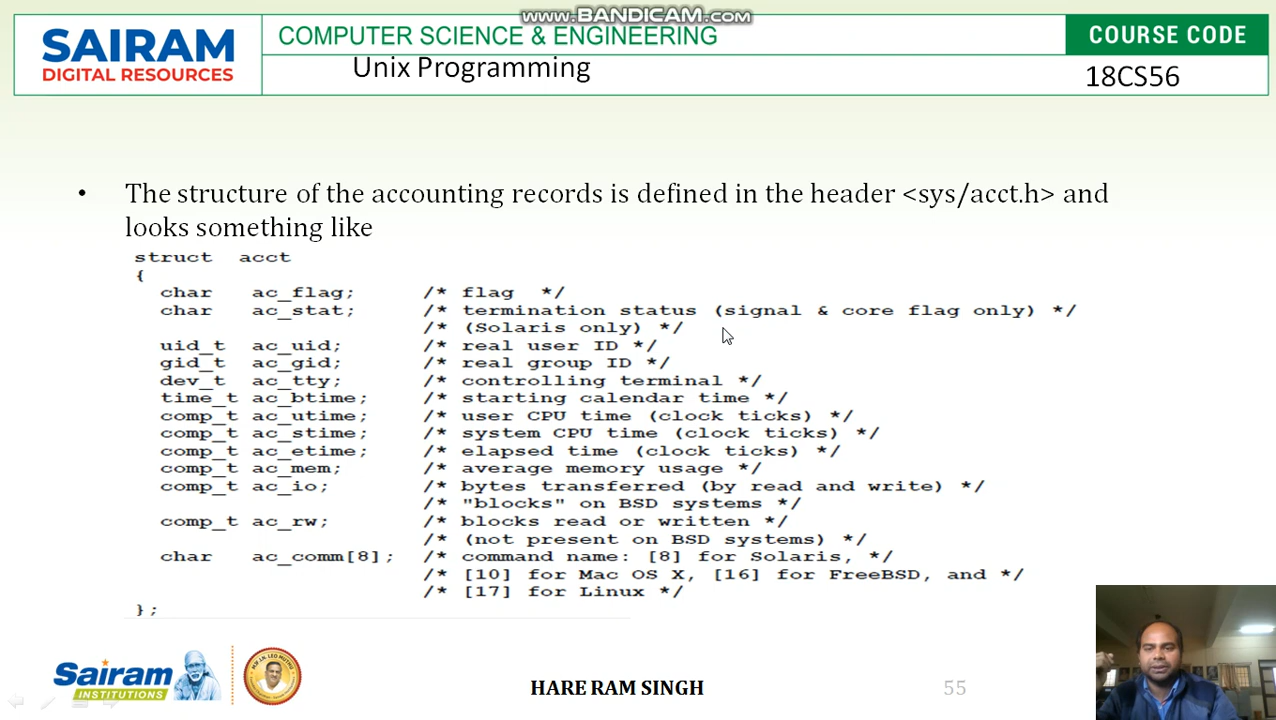 www.BANDICAM.com
SAIRAM
DIGITAL RESOURCES
COMPUTER SCIENCE & ENGINEERING
Unix Programming
COURSE CODE
18CS56
• The structure of the accounting records is defined in the header <sys/acct.h> and
looks something like
struct acct
{
char ac_flag; /* flag */
char ac_stat; /* termination status (signal & core flag only) */
/* (Solaris only) */
uid_t ac_uid; /* real user ID */
gid_t ac_gid; /* real group ID */
dev_t ac_tty; /* controlling terminal */
time_t ac_btime; /* starting calendar time */
comp_t ac_utime; /* user CPU time (clock ticks) */
comp_t ac_stime; /* system CPU time (clock ticks) */
comp_t ac_etime; /* elapsed time (clock ticks) */
comp_t ac_mem; /* average memory usage */
comp_t ac_io; /* bytes transferred (by read and write) */
/* "blocks" on BSD systems */
comp_t ac_rw; /* blocks read or written */
/* (not present on BSD systems) */
char ac_comm[8]; /* command name: [8] for Solaris, */
/* [10] for Mac OS X, [16] for FreeBSD, and */
/* [17] for Linux */
};
Sairam
INSTITUTIONS
HARE RAM SINGH
55